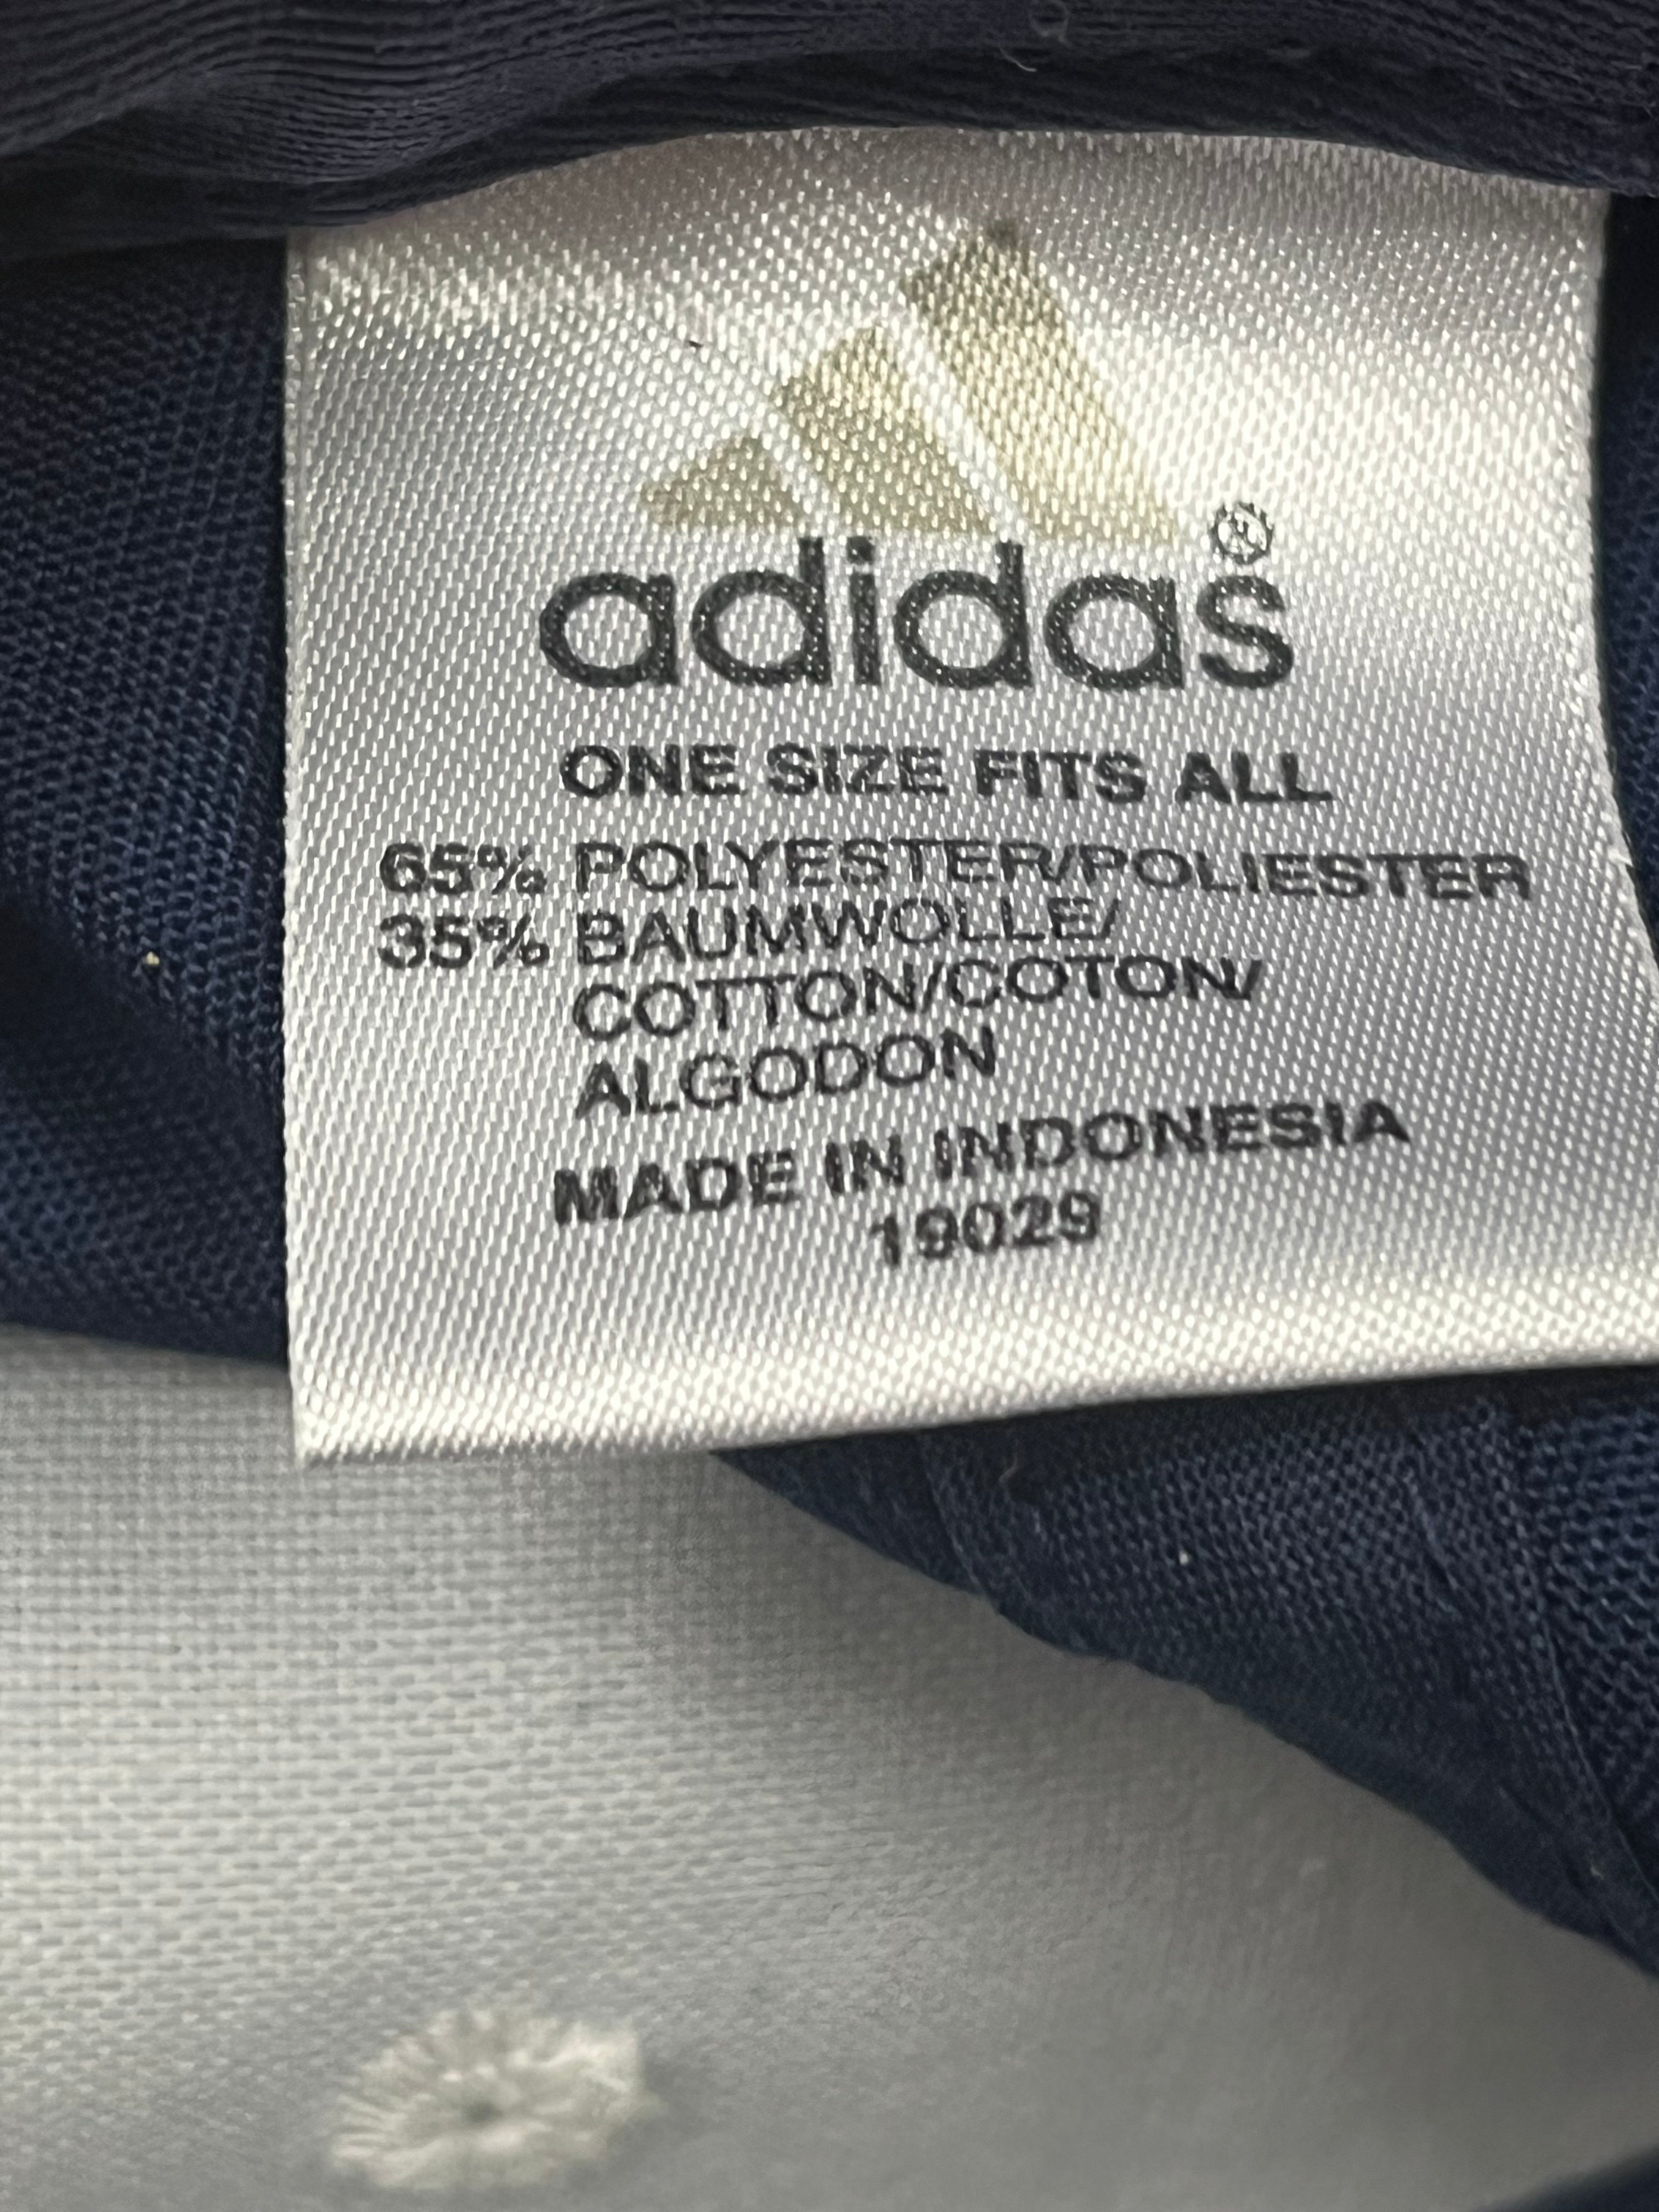 adidas®
ONE SIZE FITS ALL
65% POLYESTER/POLIESTER
35% BAUMWOLLE/
COTTON/COTON/
ALGODON
MADE IN INDONESIA
19029